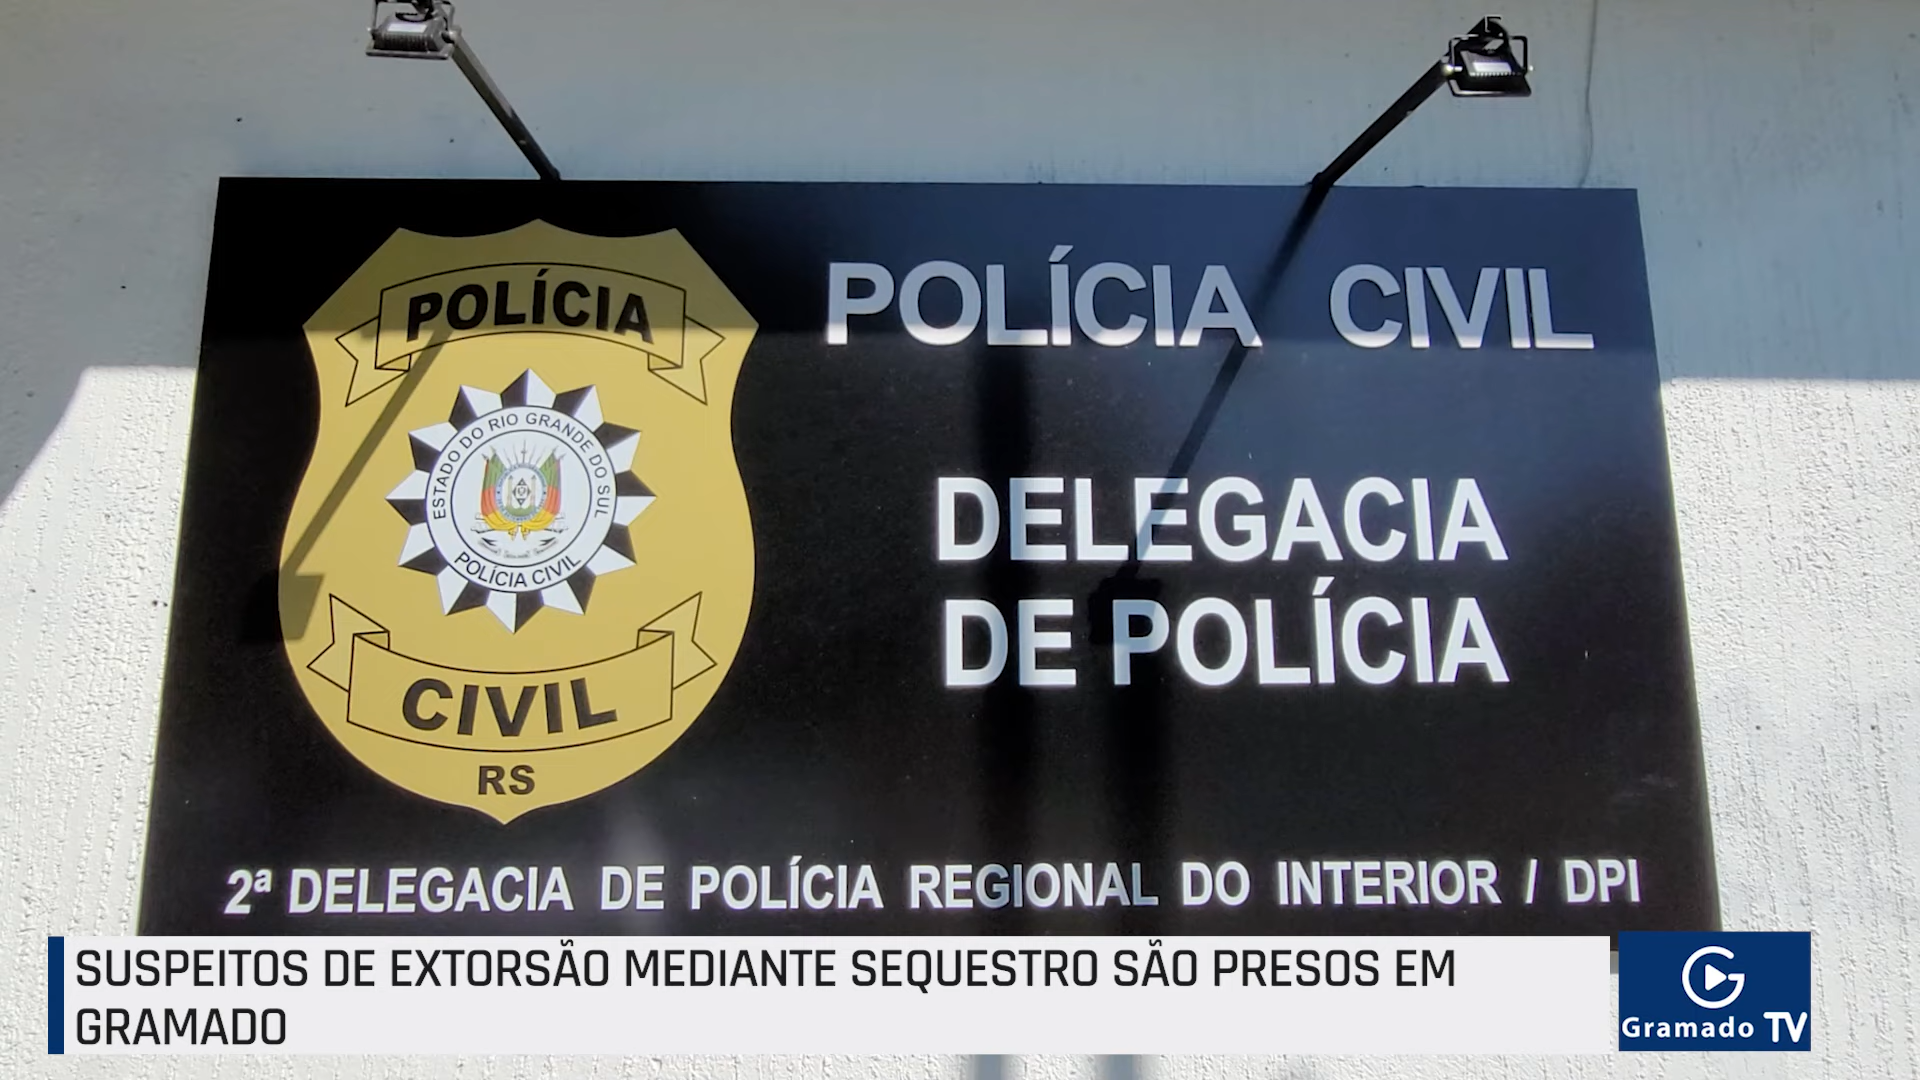 POLÍCIA
ESTADO DO RIO GRANDE DO SUL
POLÍCIA CIVIL
CIVIL
RS
POLÍCIA CIVIL
DELEGACIA
DE POLÍCIA
2ª DELEGACIA DE POLÍCIA REGIONAL DO INTERIOR / DPI
SUSPEITOS DE EXTORSÃO MEDIANTE SEQUESTRO SÃO PRESOS EM
GRAMADO
Gramado TV